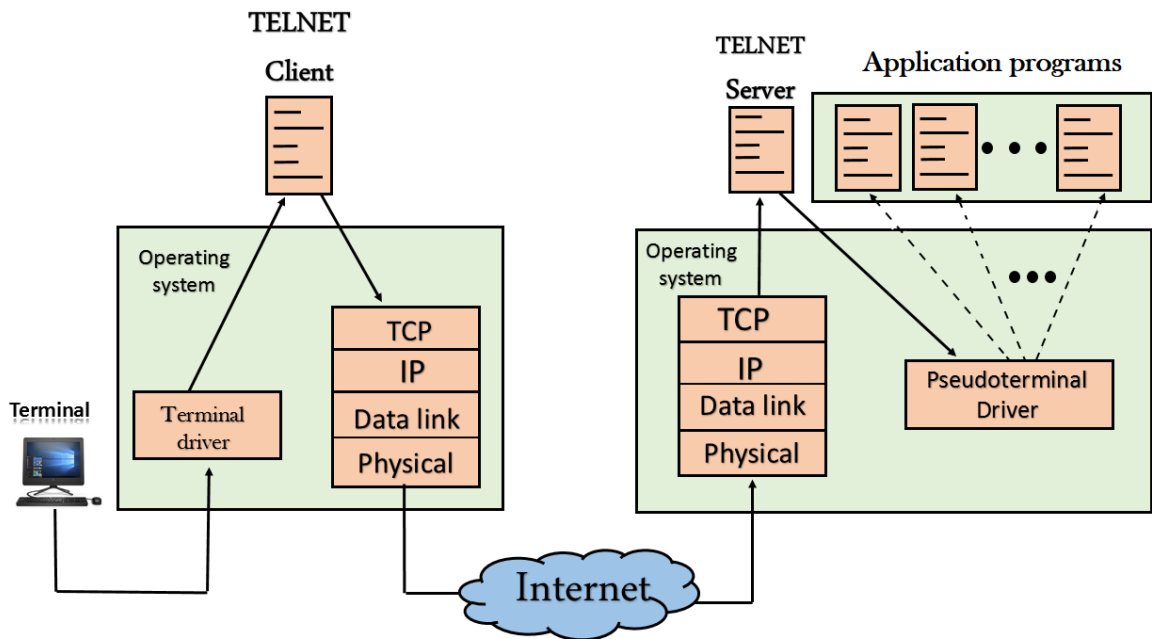 TELNET
Client
Operating
system
TCP
IP
Data link
Physical
Terminal
driver
Terminal
Internet
TELNET
Server
Application programs
Operating
system
TCP
IP
Data link
Physical
Pseudoterminal
Driver